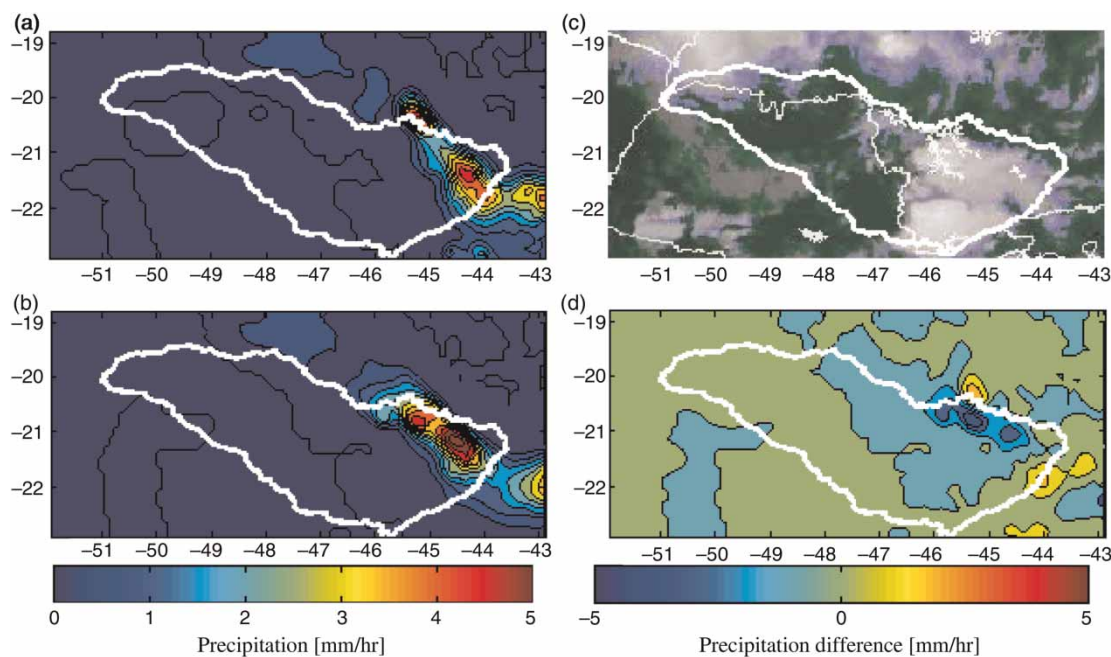 (a)
(c)
–19
–20
–21
–22
–51 –50 –49 –48 –47 –46 –45 –44 –43
–19
–20
–21
–22
–51 –50 –49 –48 –47 –46 –45 –44 –43
(b)
(d)
–19
–20
–21
–22
–51 –50 –49 –48 –47 –46 –45 –44 –43
–19
–20
–21
–22
–51 –50 –49 –48 –47 –46 –45 –44 –43
0 1 2 3 4 5
Precipitation [mm/hr]
–5 0 5
Precipitation difference [mm/hr]